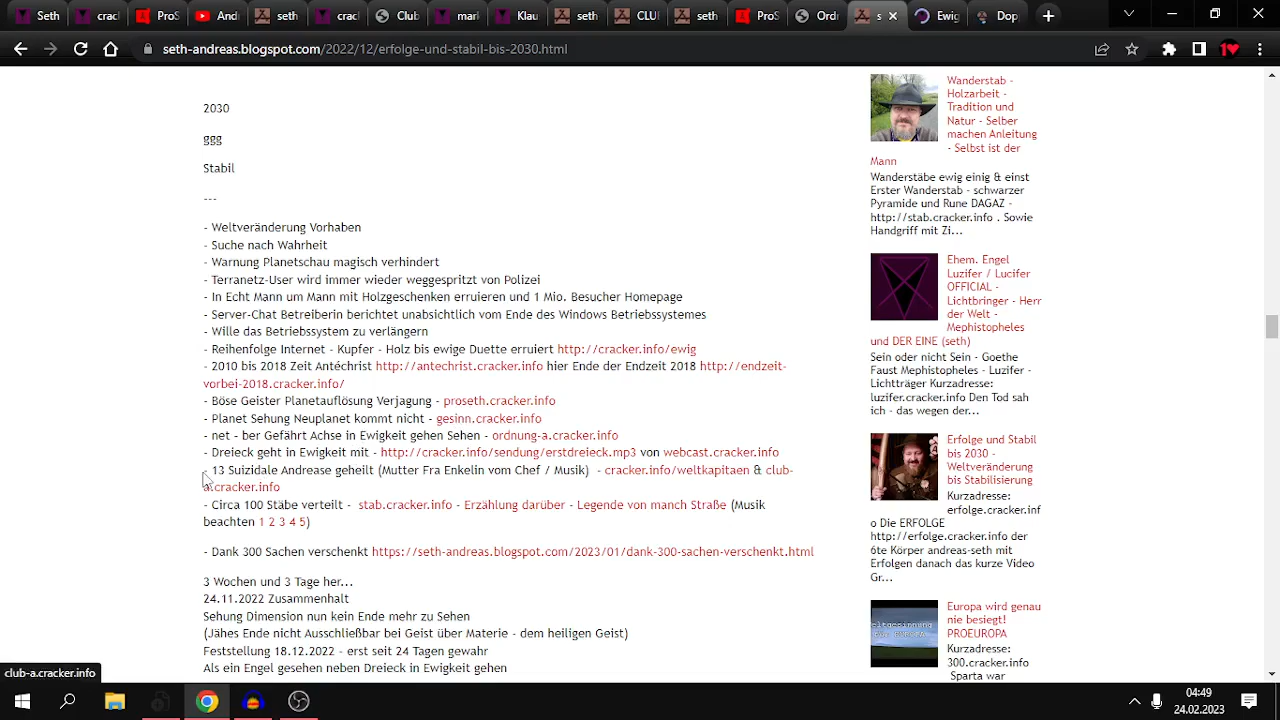 Seth
crac
ProS
And
seth
crac
Club
mari
Klau
seth
CLUI
seth
ProS
Ordn
s
Ewig
Dop
seth-andreas.blogspot.com/2022/12/erfolge-und-stabil-bis-2030.html
2030
ggg
Stabil
---
- Weltveränderung Vorhaben
- Suche nach Wahrheit
- Warnung Planetschau magisch verhindert
- Terranetz-User wird immer wieder weggespritzt von Polizei
- In Echt Mann um Mann mit Holzgeschenken eruieren und 1 Mio. Besucher Homepage
- Server-Chat Betreiberin berichtet unabsichtlich vom Ende des Windows Betriebssystemes
- Wille das Betriebssystem zu verlängern
- Reihenfolge Internet - Kupfer - Holz bis ewige Duette erruiert http://cracker.info/ewig
- 2010 bis 2018 Zeit Antéchrist http://antechrist.cracker.info hier Ende der Endzeit 2018 http://endzeit-
vorbei-2018.cracker.info/
- Böse Geister Planetauflösung Verjagung - proseth.cracker.info
- Planet Sehung Neuplanet kommt nicht - gesinn.cracker.info
- net - ber Gefährt Achse in Ewigkeit gehen Sehen - ordnung-a.cracker.info
- Dreieck geht in Ewigkeit mit - http://cracker.info/sendung/erstdreieck.mp3 von webcast.cracker.info
- 13 Suizidale Andrease geheilt (Mutter Fra Enkelin vom Chef / Musik) - cracker.info/weltkapitaen & club-
a.cracker.info
- Circa 100 Stäbe verteilt - stab.cracker.info - Erzählung darüber - Legende von manch Straße (Musik
beachten 1 2 3 4 5)
- Dank 300 Sachen verschenkt https://seth-andreas.blogspot.com/2023/01/dank-300-sachen-verschenkt.html
3 Wochen und 3 Tage her...
24.11.2022 Zusammenhalt
Sehung Dimension nun kein Ende mehr zu Sehen
(Jähes Ende nicht Ausschließbar bei Geist über Materie - dem heiligen Geist)
Feststellung 18.12.2022 - erst seit 24 Tagen gewahr
Als ein Engel gesehen neben Dreieck in Ewigkeit gehen
Wanderstab -
Holzarbeit -
Tradition und
Natur - Selber
machen Anleitung
- Selbst ist der
Mann
Wanderstäbe ewig einig & einst
Erster Wanderstab - schwarzer
Pyramide und Rune DAGAZ -
http://stab.cracker.info . Sowie
Handgriff mit Zi...
Ehem. Engel
Luzifer / Lucifer
OFFICIAL -
Lichtbringer - Herr
der Welt -
Mephistopheles
und DER EINE (seth)
Sein oder nicht Sein - Goethe
Faust Mephistopheles - Luzifer -
Lichtträger Kurzadresse:
luzifer.cracker.info Den Tod sah
ich - das wegen der...
Erfolge und Stabil
bis 2030 -
Weltveränderung
bis Stabilisierung
Kurzadresse:
erfolge.cracker.inf
o Die ERFOLGE
http://erfolge.cracker.info der
6te Körper andreas-seth mit
Erfolgen danach das kurze Video
Gr...
Europa wird genau
nie besiegt!
PROEUROPA
Kurzadresse:
300.cracker.info
Sparta war
club-a.cracker.info
04:49
24.02.2023